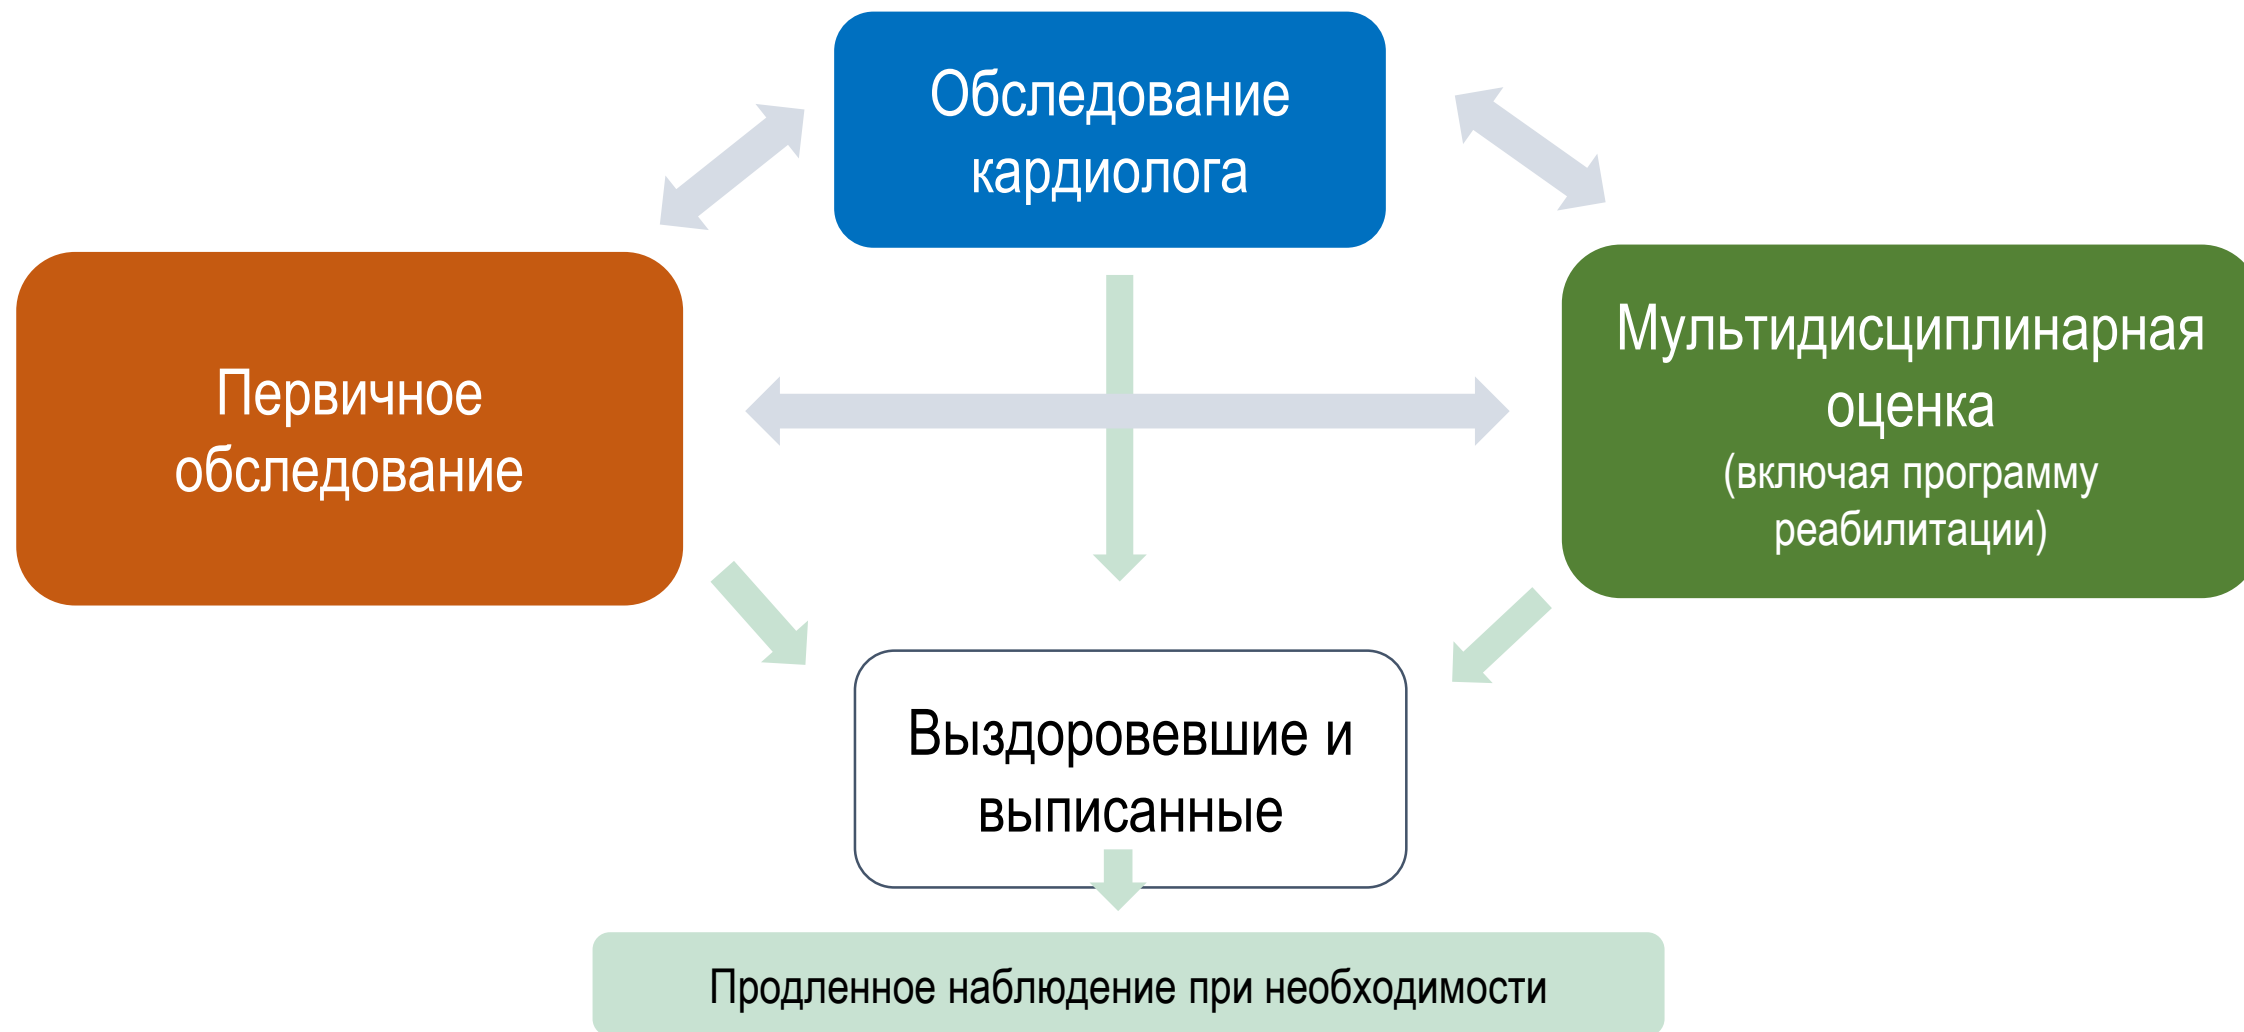 Обследование
кардиолога
Первичное
обследование
Мультидисциплинарная
оценка
(включая программу
реабилитации)
Выздоровевшие и
выписанные
Продленное наблюдение при необходимости